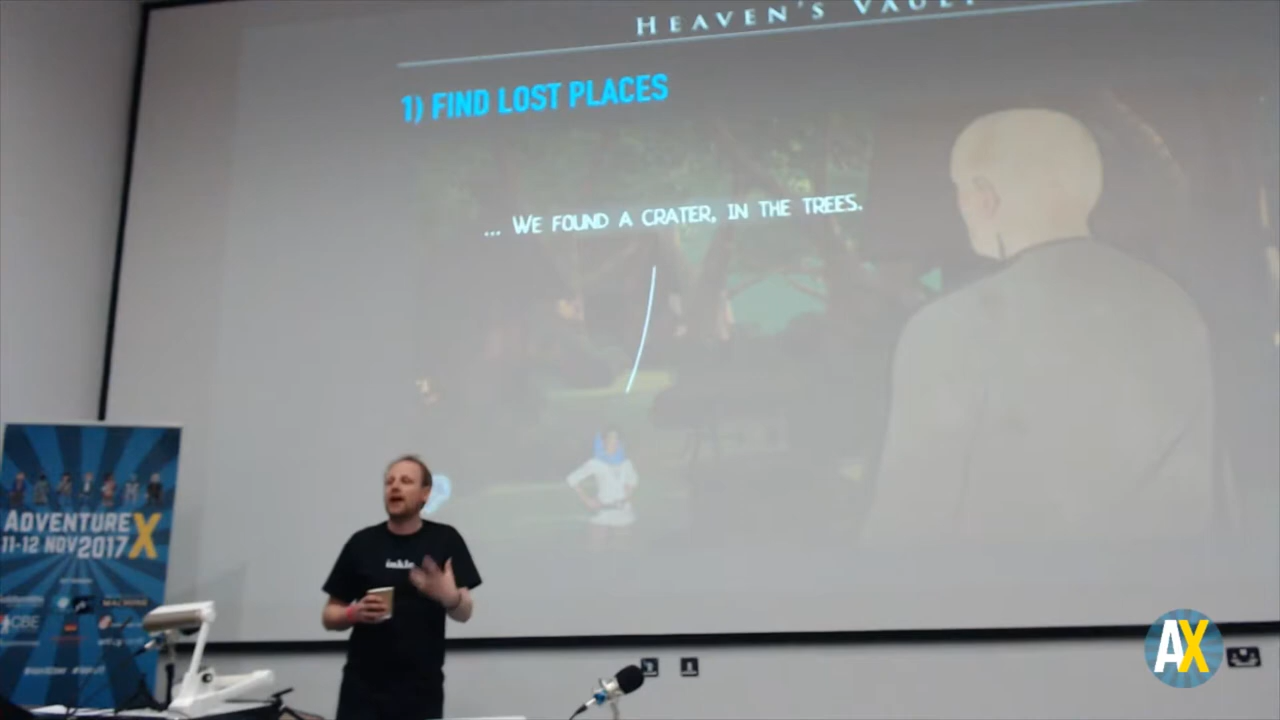 HEAVEN'S VAULT
1) FIND LOST PLACES
... WE FOUND A CRATER, IN THE TREES.
inkle
ADVENTURE X
11-12 NOV 2017
AX